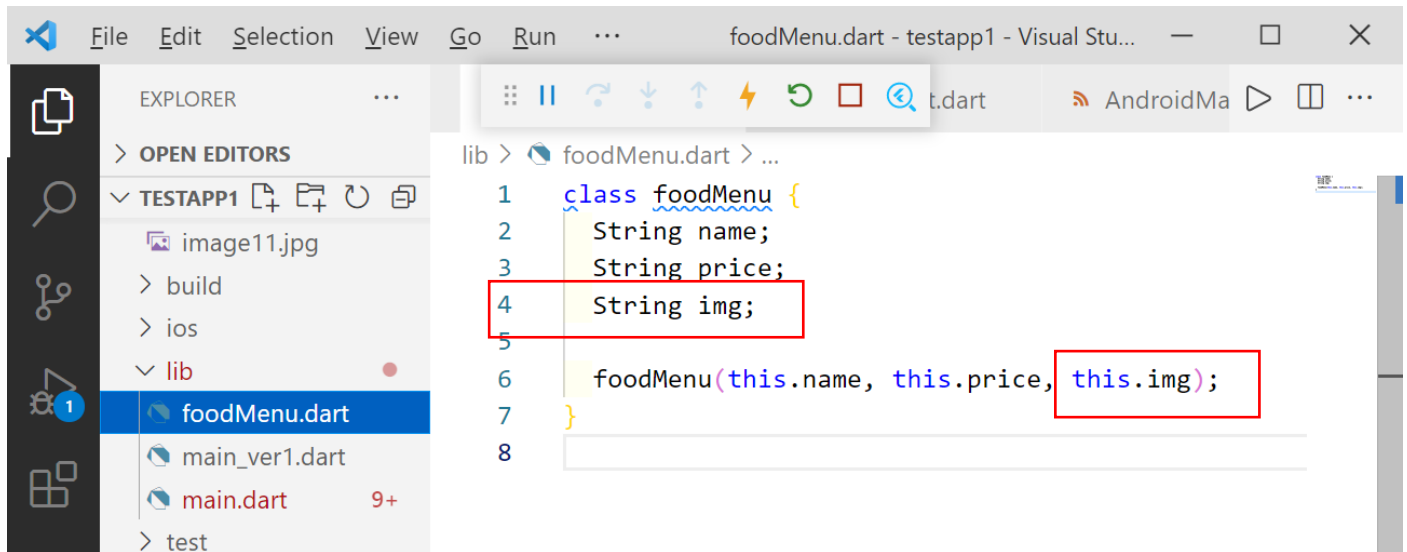 File Edit Selection View Go Run ··· foodMenu.dart - testapp1 - Visual Stu...
EXPLORER ···
t.dart AndroidMa ···
OPEN EDITORS
TESTAPP1
image11.jpg
build
ios
lib
foodMenu.dart
main_ver1.dart
main.dart 9+
test
1
lib > foodMenu.dart > ...
1 class foodMenu {
2 String name;
3 String price;
4 String img;
5
6 foodMenu(this.name, this.price, this.img);
7 }
8